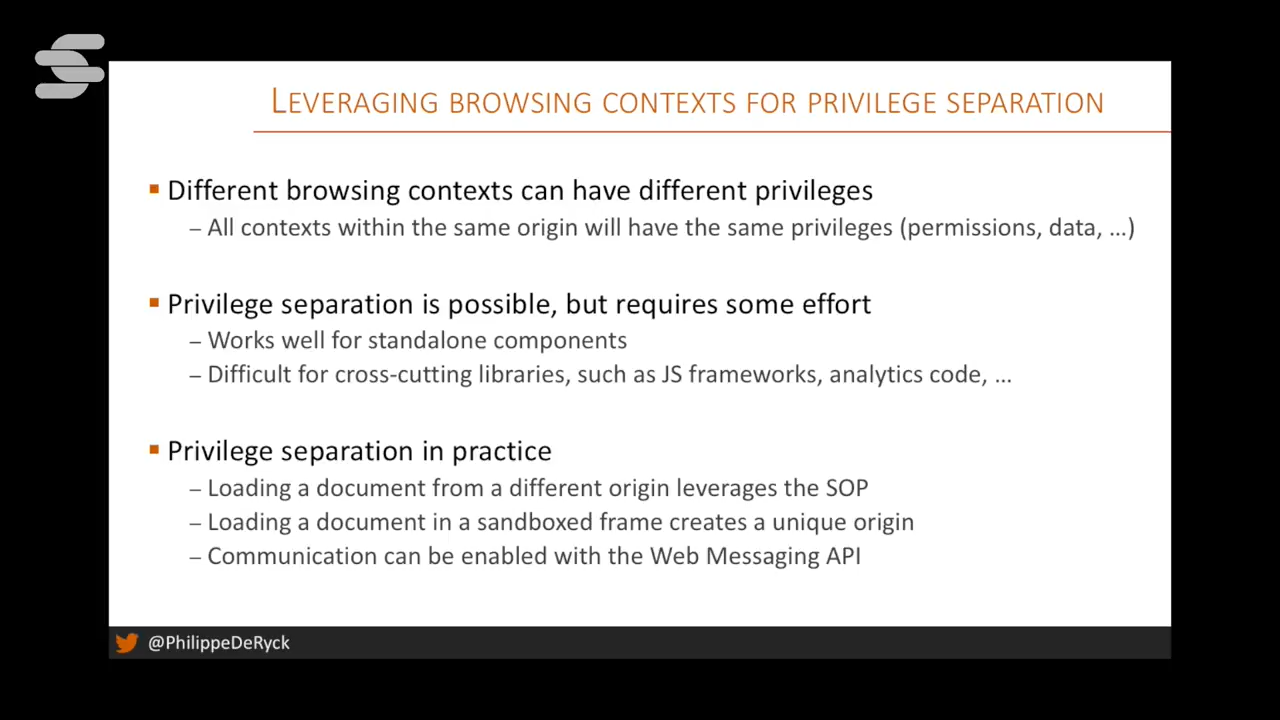 LEVERAGING BROWSING CONTEXTS FOR PRIVILEGE SEPARATION
▪ Different browsing contexts can have different privileges
– All contexts within the same origin will have the same privileges (permissions, data, …)
▪ Privilege separation is possible, but requires some effort
– Works well for standalone components
– Difficult for cross-cutting libraries, such as JS frameworks, analytics code, …
▪ Privilege separation in practice
– Loading a document from a different origin leverages the SOP
– Loading a document in a sandboxed frame creates a unique origin
– Communication can be enabled with the Web Messaging API
@PhilippeDeRyck